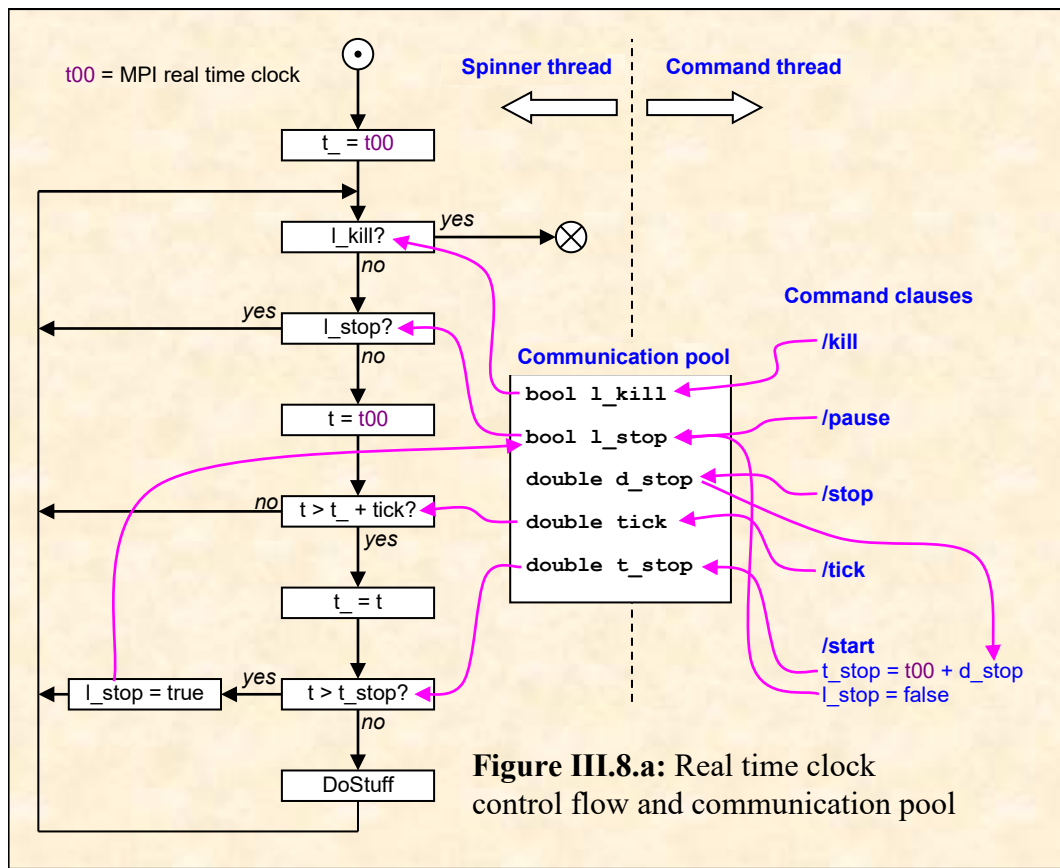 t00 = MPI real time clock
Spinner thread
Command thread
t_ = t00
l_kill?
yes
no
l_stop?
yes
no
t = t00
t > t_ + tick?
no
yes
t_ = t
t > t_stop?
yes
no
l_stop = true
DoStuff
Communication pool
bool l_kill
bool l_stop
double d_stop
double tick
double t_stop
Command clauses
/kill
/pause
/stop
/tick
/start
t_stop = t00 + d_stop
l_stop = false
Figure III.8.a: Real time clock
control flow and communication pool